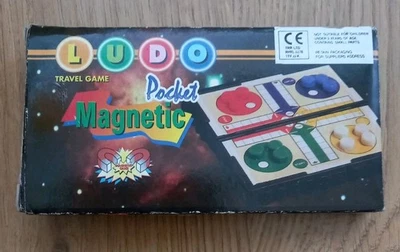 LUDO
TRAVEL GAME
Pocket
Magnetic
CE
NOT SUITABLE FOR CHILDREN
UNDER 3 YEARS OF AGE
CONTAINS SMALL PARTS.
PACKAGING
FOR SUPPLIERS ADDRESS